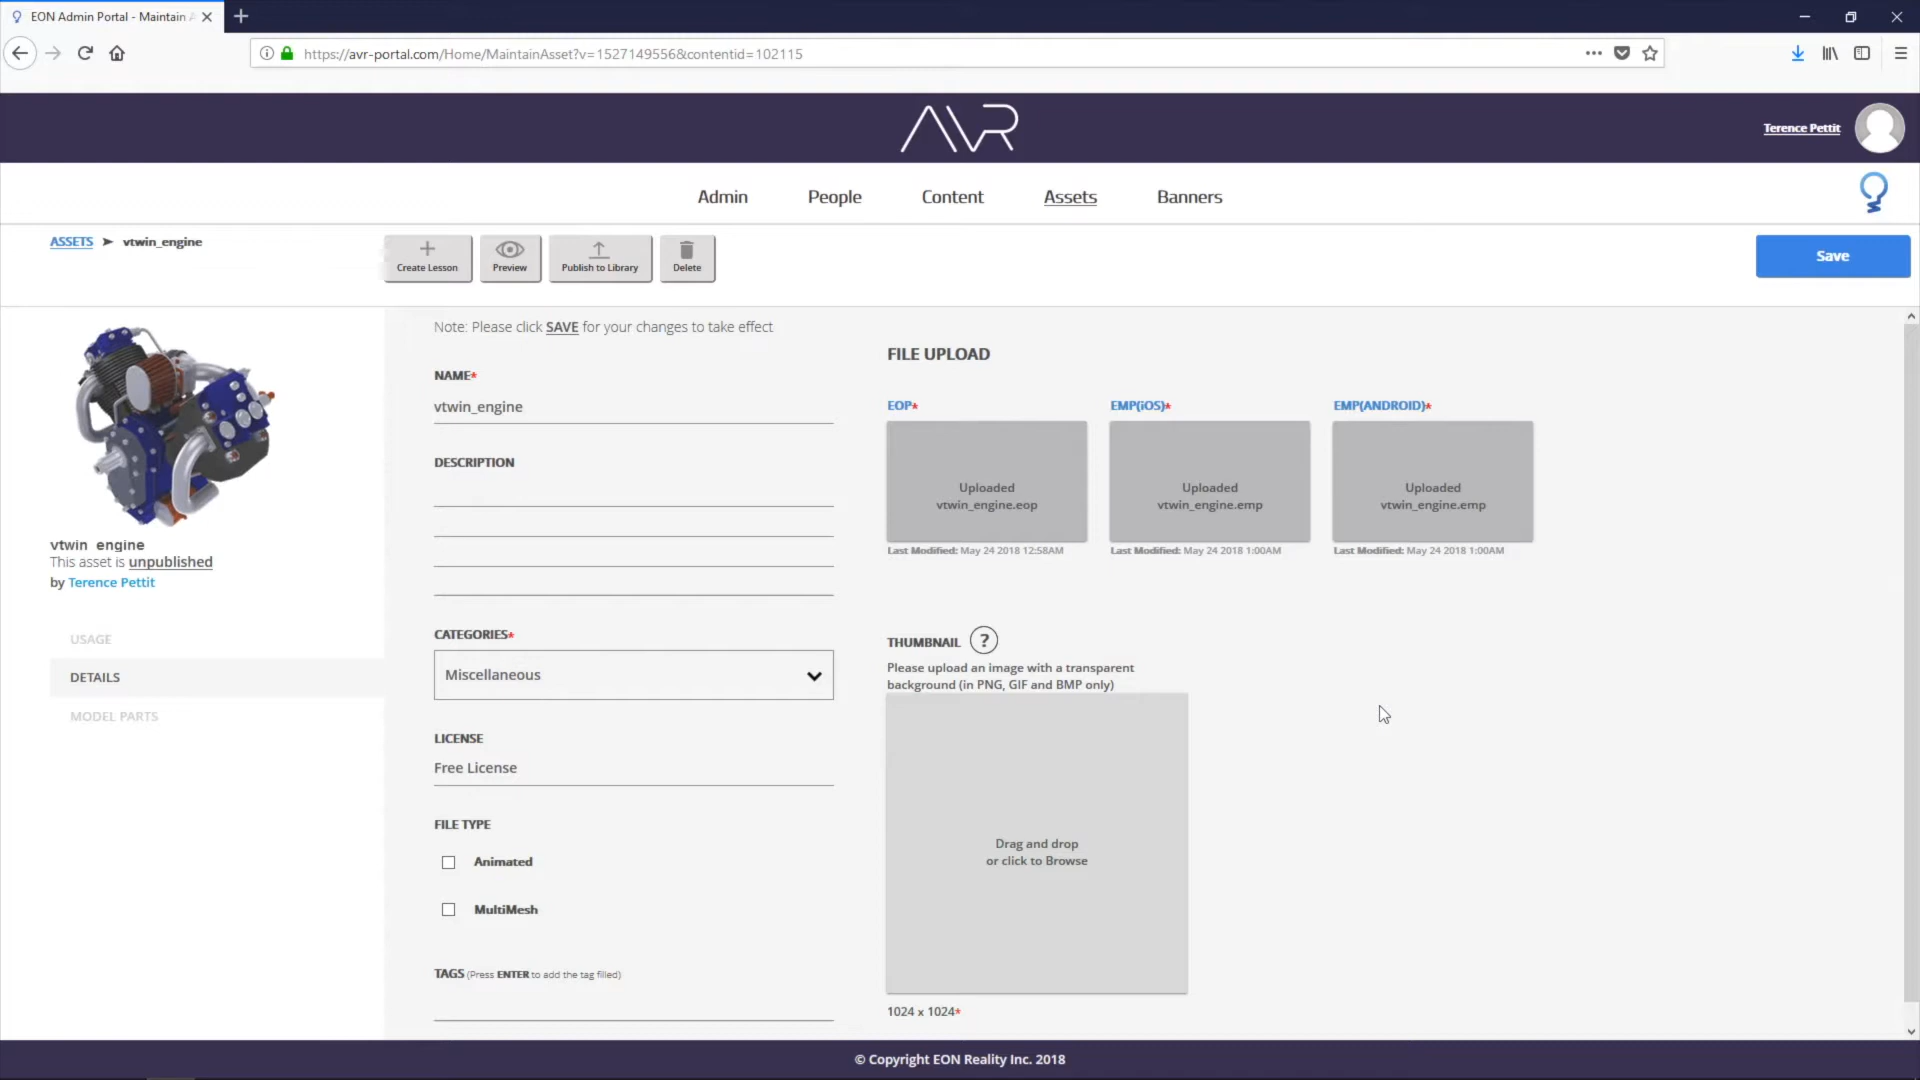 EON Admin Portal - Maintain A
https://avr-portal.com/Home/MaintainAsset?v=1527149556&contentid=102115
AVR
Terence Pettit
Admin
People
Content
Assets
Banners
ASSETS ➤ vtwin_engine
Create Lesson
Preview
Publish to Library
Delete
Save
vtwin_engine
This asset is unpublished
by Terence Pettit
USAGE
DETAILS
MODEL PARTS
Note: Please click SAVE for your changes to take effect
NAME*
vtwin_engine
DESCRIPTION
CATEGORIES*
Miscellaneous
LICENSE
Free License
FILE TYPE
Animated
MultiMesh
TAGS (Press ENTER to add the tag filled)
FILE UPLOAD
EOP*
Uploaded
vtwin_engine.eop
Last Modified: May 24 2018 12:58AM
EMP(iOS)*
Uploaded
vtwin_engine.emp
Last Modified: May 24 2018 1:00AM
EMP(ANDROID)*
Uploaded
vtwin_engine.emp
Last Modified: May 24 2018 1:00AM
THUMBNAIL ?
Please upload an image with a transparent
background (in PNG, GIF and BMP only)
Drag and drop
or click to Browse
1024 x 1024*
© Copyright EON Reality Inc. 2018